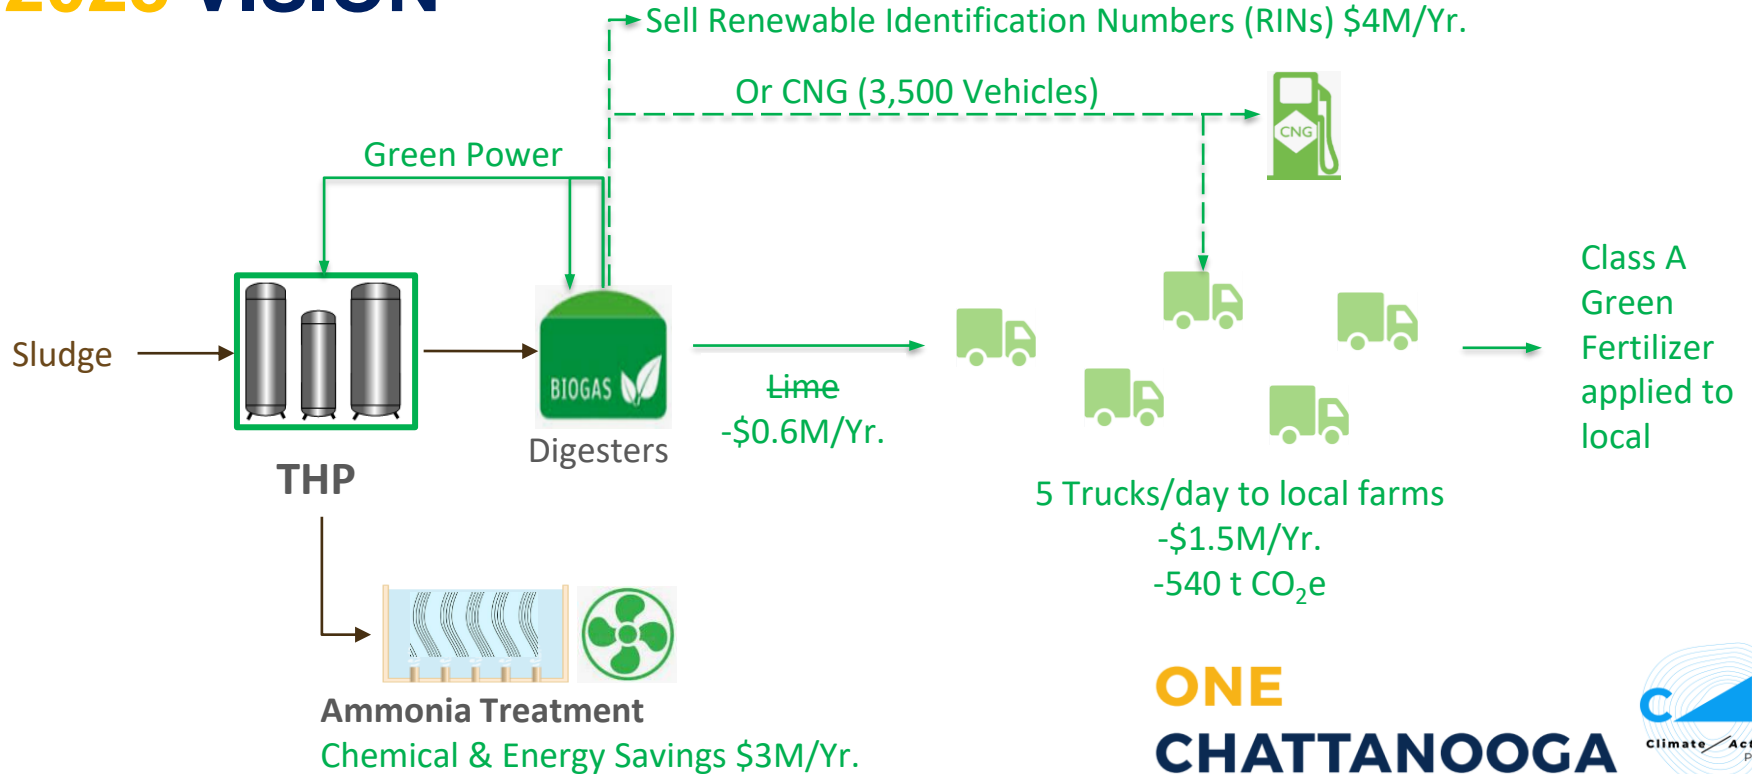 VISION
Sell Renewable Identification Numbers (RINs) $4M/Yr.
Or CNG (3,500 Vehicles)
CNG
Green Power
Sludge
BIOGAS
Digesters
THP
Lime
-$0.6M/Yr.
5 Trucks/day to local farms
-$1.5M/Yr.
-540 t CO₂e
Class A
Green
Fertilizer
applied to
local
Ammonia Treatment
Chemical & Energy Savings $3M/Yr.
ONE
CHATTANOOGA
C
Climate